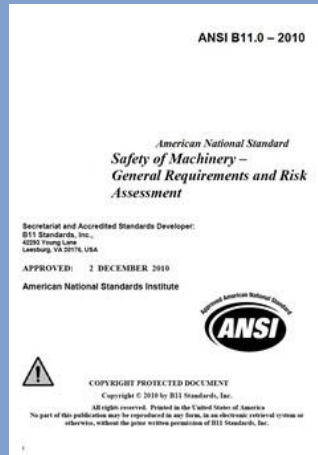 ANSI B11.0 – 2010
American National Standard
Safety of Machinery –
General Requirements and Risk
Assessment
Secretariat and Accredited Standards Developer:
B11 Standards, Inc.,
42293 Young Lane
Leesburg, VA 20176, USA
APPROVED: 2 DECEMBER 2010
American National Standards Institute
Approved American National Standard
ANSI
COPYRIGHT PROTECTED DOCUMENT
Copyright © 2010 by B11 Standards, Inc.
All rights reserved. Printed in the United States of America
No part of this publication may be reproduced in any form, in an electronic retrieval system or
otherwise, without the prior written permission of B11 Standards, Inc.